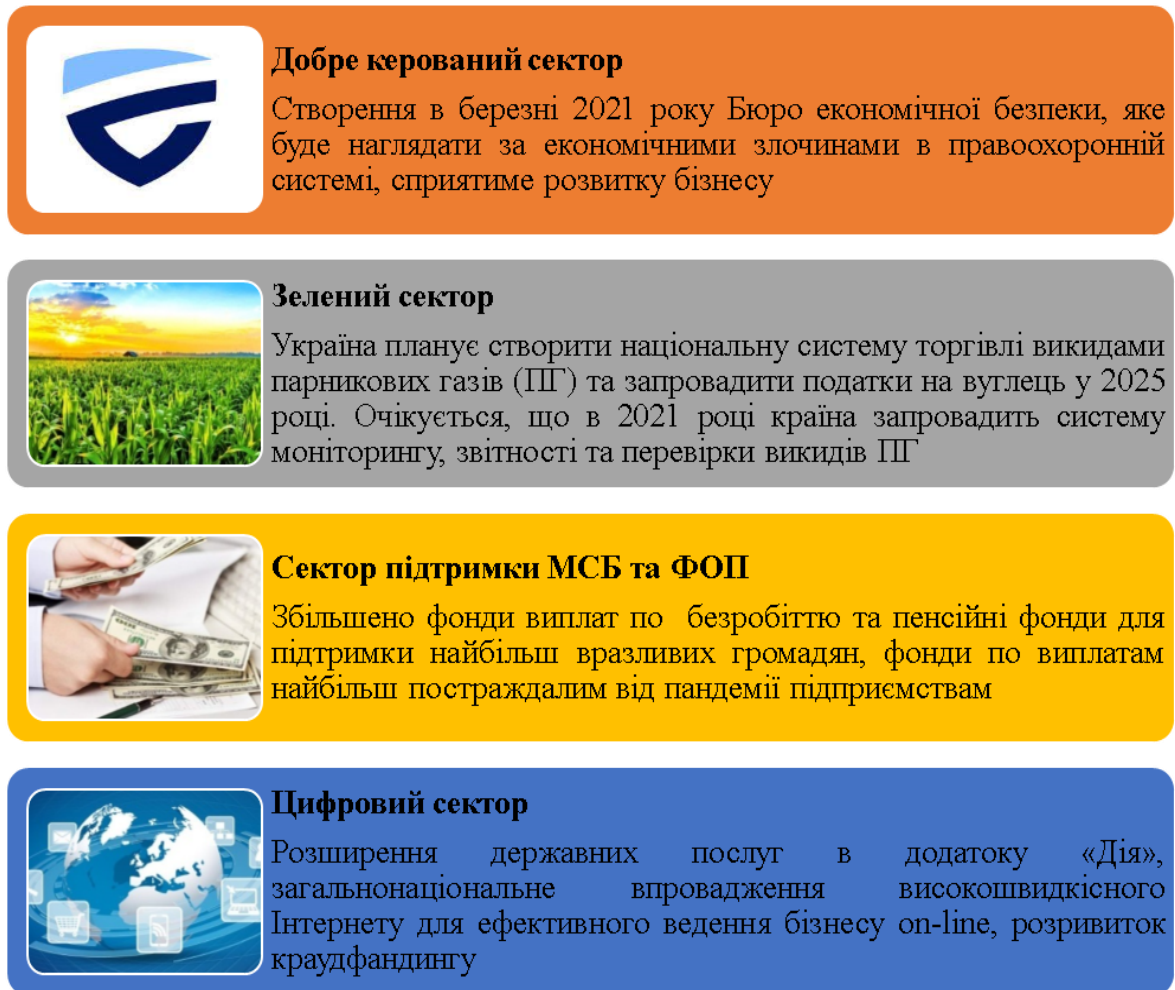 Добре керований сектор
Створення в березні 2021 року Бюро економічної безпеки, яке
буде наглядати за економічними злочинами в правоохоронній
системі, сприятиме розвитку бізнесу
Зелений сектор
Україна планує створити національну систему торгівлі викидами
парникових газів (ПГ) та запровадити податки на вуглець у 2025
році. Очікується, що в 2021 році країна запровадить систему
моніторингу, звітності та перевірки викидів ПГ
Сектор підтримки МСБ та ФОП
Збільшено фонди виплат по безробіттю та пенсійні фонди для
підтримки найбільш вразливих громадян, фонди по виплатам
найбільш постраждалим від пандемії підприємствам
Цифровий сектор
Розширення державних послуг в додатоку «Дія»,
загальнонаціональне впровадження високошвидкісного
Інтернету для ефективного ведення бізнесу on-line, розривиток
краудфандингу